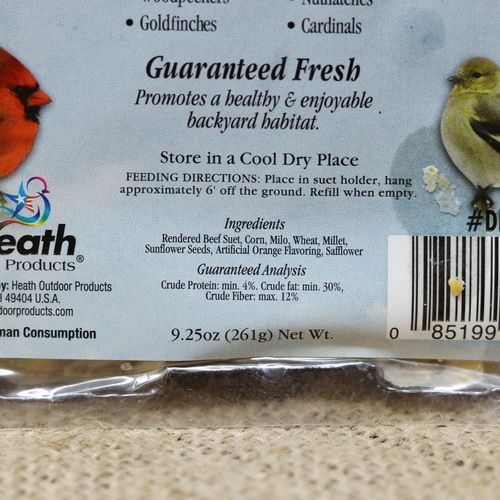 • Goldfinches
Nuthatches
• Cardinals
Guaranteed Fresh
Promotes a healthy & enjoyable
backyard habitat.
Store in a Cool Dry Place
FEEDING DIRECTIONS: Place in suet holder, hang
approximately 6' off the ground. Refill when empty.
Ingredients
Rendered Beef Suet, Corn, Milo, Wheat, Millet,
Sunflower Seeds, Artificial Orange Flavoring, Safflower
Guaranteed Analysis
Crude Protein: min. 4%. Crude fat: min. 30%,
Crude Fiber: max. 12%
9.25oz (261g) Net Wt.
eath
Products®
by: Heath Outdoor Products
I 49404 U.S.A.
doorproducts.com
man Consumption
#D
0 85199